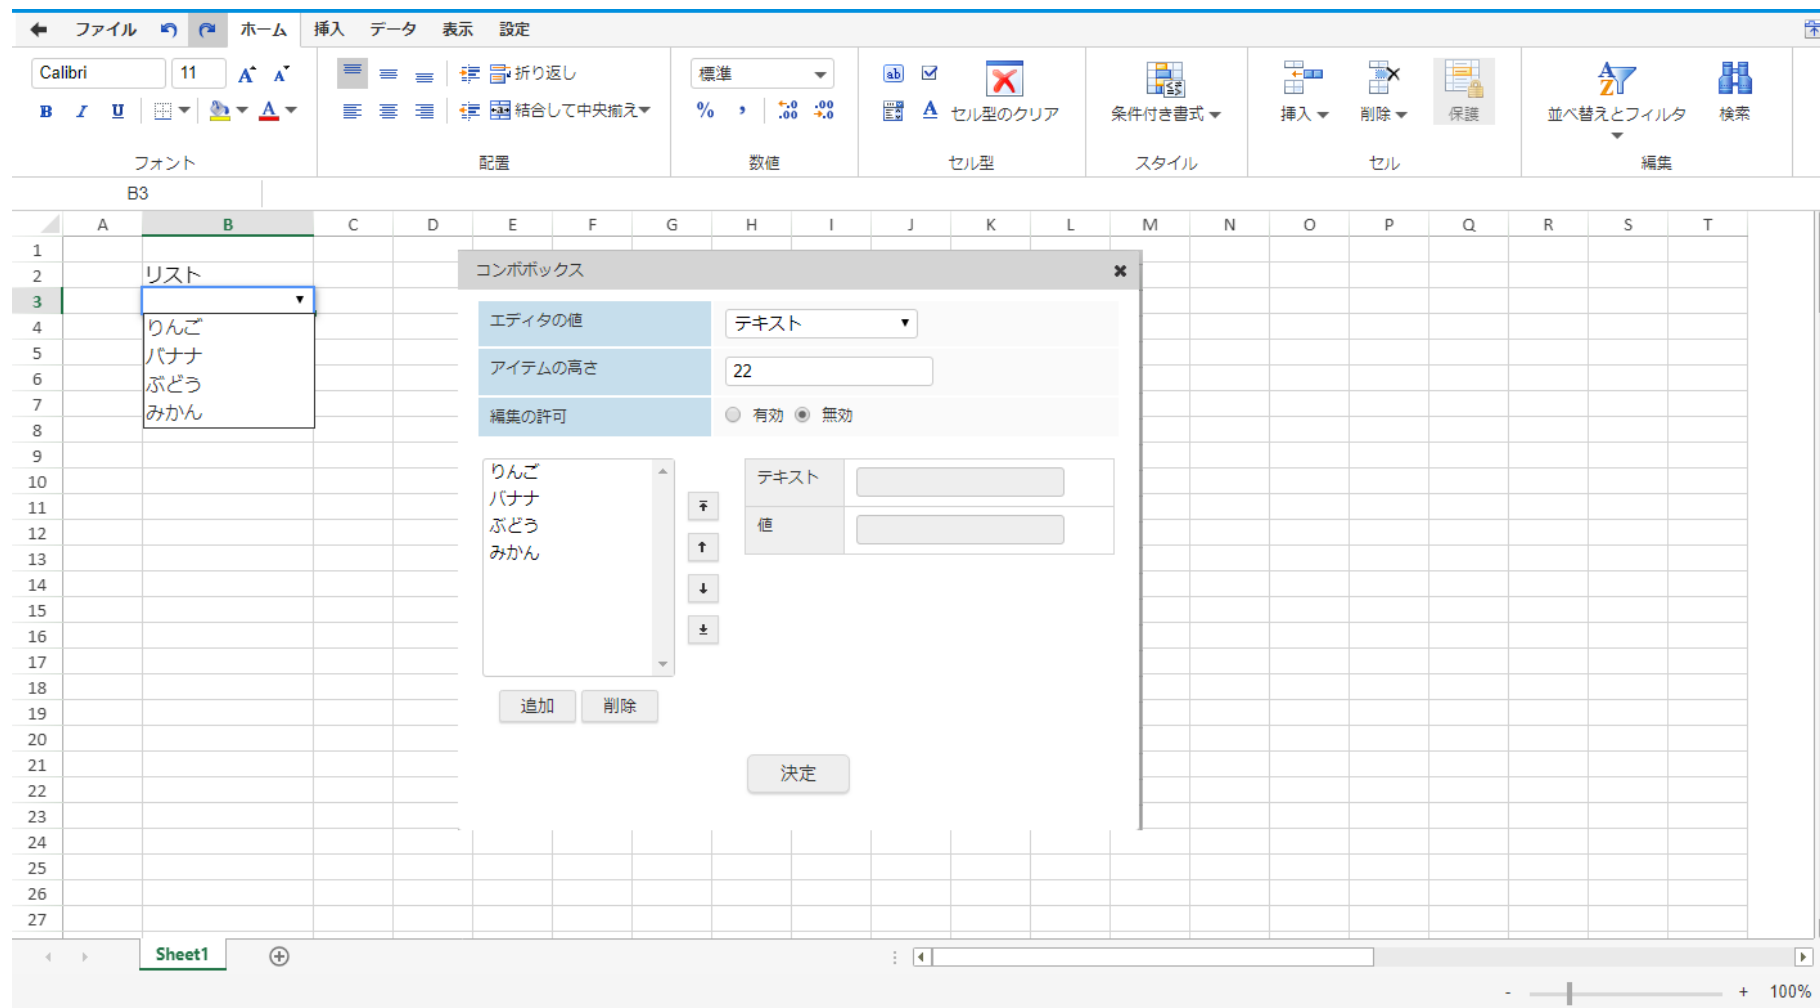 ファイル ホーム 挿入 データ 表示 設定
Calibri 11 A A 折り返し 標準 ab
B I U A 結合して中央揃え % , .0 .00 .00 .0 A セル型のクリア 条件付き書式 挿入 削除 保護 並べ替えとフィルタ 検索
フォント 配置 数値 セル型 スタイル セル 編集
B3
A B C D E F G H I J K L M N O P Q R S T
1
2 リスト
3
4 りんご
5 バナナ
6 ぶどう
7 みかん
8
9
10
11
12
13
14
15
16
17
18
19
20
21
22
23
24
25
26
27
コンボボックス
エディタの値 テキスト
アイテムの高さ 22
編集の許可 有効 無効
りんご
バナナ
ぶどう
みかん
テキスト
値
追加 削除
決定
Sheet1
- + 100%